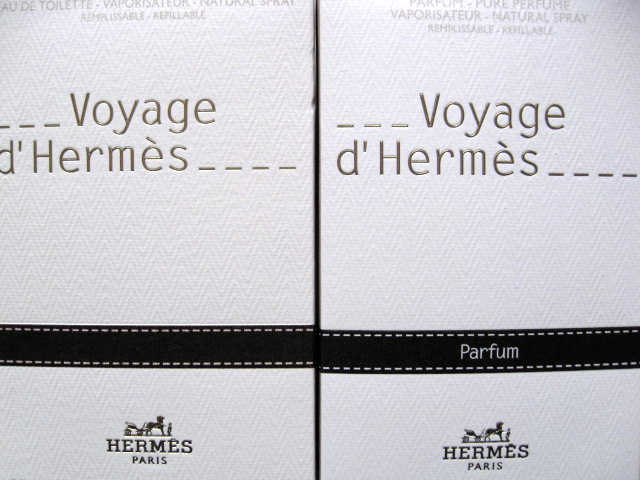 EAU DE TOILETTE - VAPORISATEUR - NATURAL SPRAY
REMPLISSABLE - REFILLABLE
___Voyage
d'Hermès____
HERMÈS
PARIS
PARFUM - PURE PERFUME
VAPORISATEUR - NATURAL SPRAY
REMPLISSABLE - REFILLABLE
___Voyage
d'Hermès____
Parfum
HERMÈS
PARIS